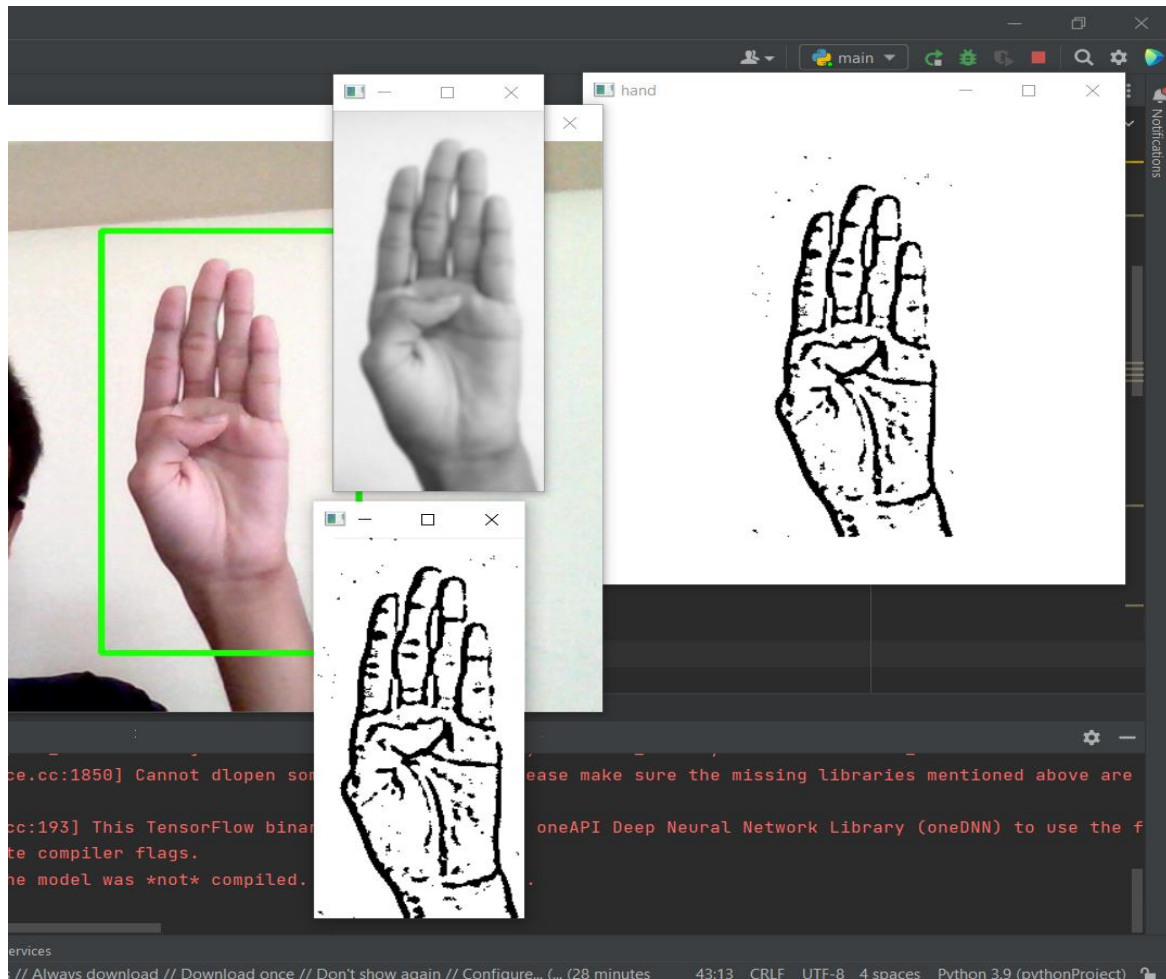 main
hand
Notifications
ce.cc:1850] Cannot dlopen som ease make sure the missing libraries mentioned above are
cc:193] This TensorFlow binar oneAPI Deep Neural Network Library (oneDNN) to use the f
te compiler flags.
he model was *not* compiled. .
ervices
: // Always download // Download once // Don't show again // Configure... (... (28 minutes 43:13 CRLF UTF-8 4 spaces Python 3.9 (pythonProject)